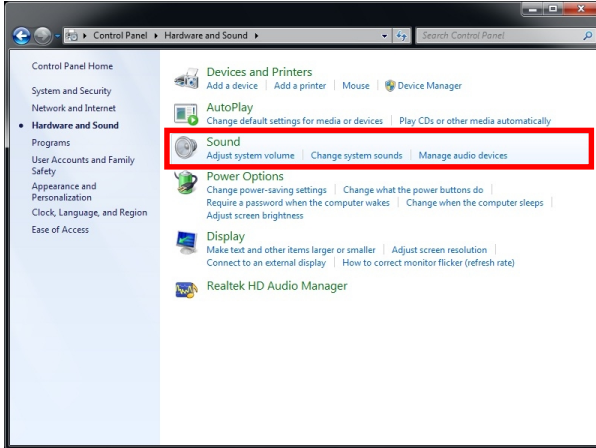 Control Panel ▸ Hardware and Sound ▸
Search Control Panel
Control Panel Home
System and Security
Network and Internet
Hardware and Sound
Programs
User Accounts and Family
Safety
Appearance and
Personalization
Clock, Language, and Region
Ease of Access
Devices and Printers
Add a device | Add a printer | Mouse | Device Manager
AutoPlay
Change default settings for media or devices | Play CDs or other media automatically
Sound
Adjust system volume | Change system sounds | Manage audio devices
Power Options
Change power-saving settings | Change what the power buttons do |
Require a password when the computer wakes | Change when the computer sleeps |
Adjust screen brightness
Display
Make text and other items larger or smaller | Adjust screen resolution |
Connect to an external display | How to correct monitor flicker (refresh rate)
Realtek HD Audio Manager